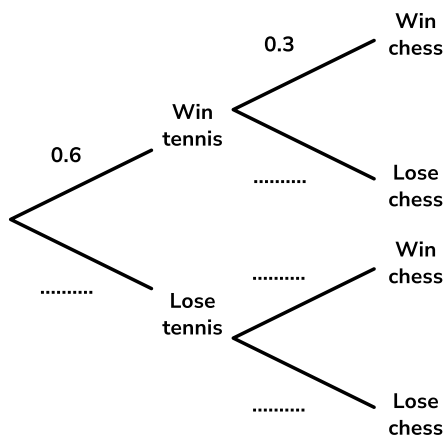 Win
chess
0.3
Win
tennis
0.6
..........
Lose
chess
..........
Lose
tennis
..........
Win
chess
..........
Lose
chess